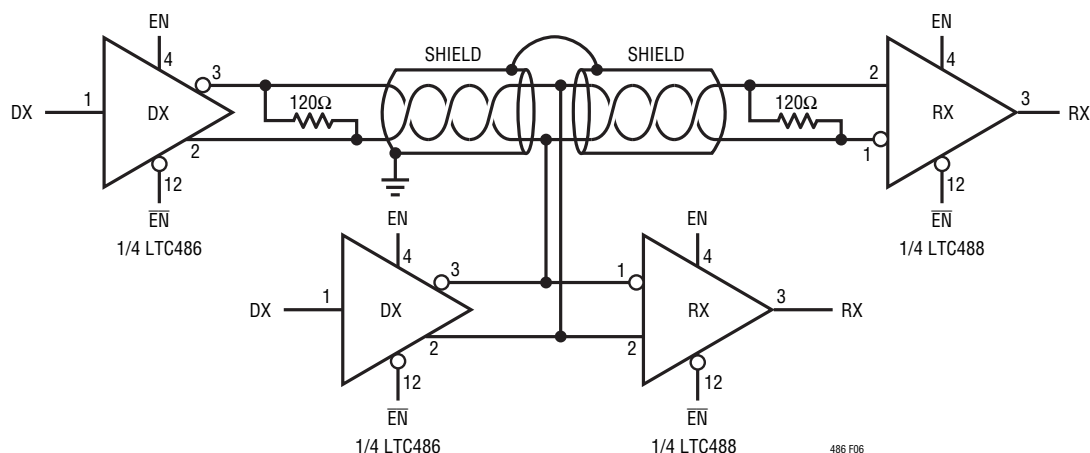 EN
SHIELD
SHIELD
EN
4
3
120Ω
2
4
DX
1
DX
RX
3
RX
120Ω
2
1
12
12
EN
EN
1/4 LTC486
EN
EN
1/4 LTC488
4
3
1
4
DX
1
DX
RX
3
RX
2
2
12
12
EN
EN
1/4 LTC486
1/4 LTC488
486 F06